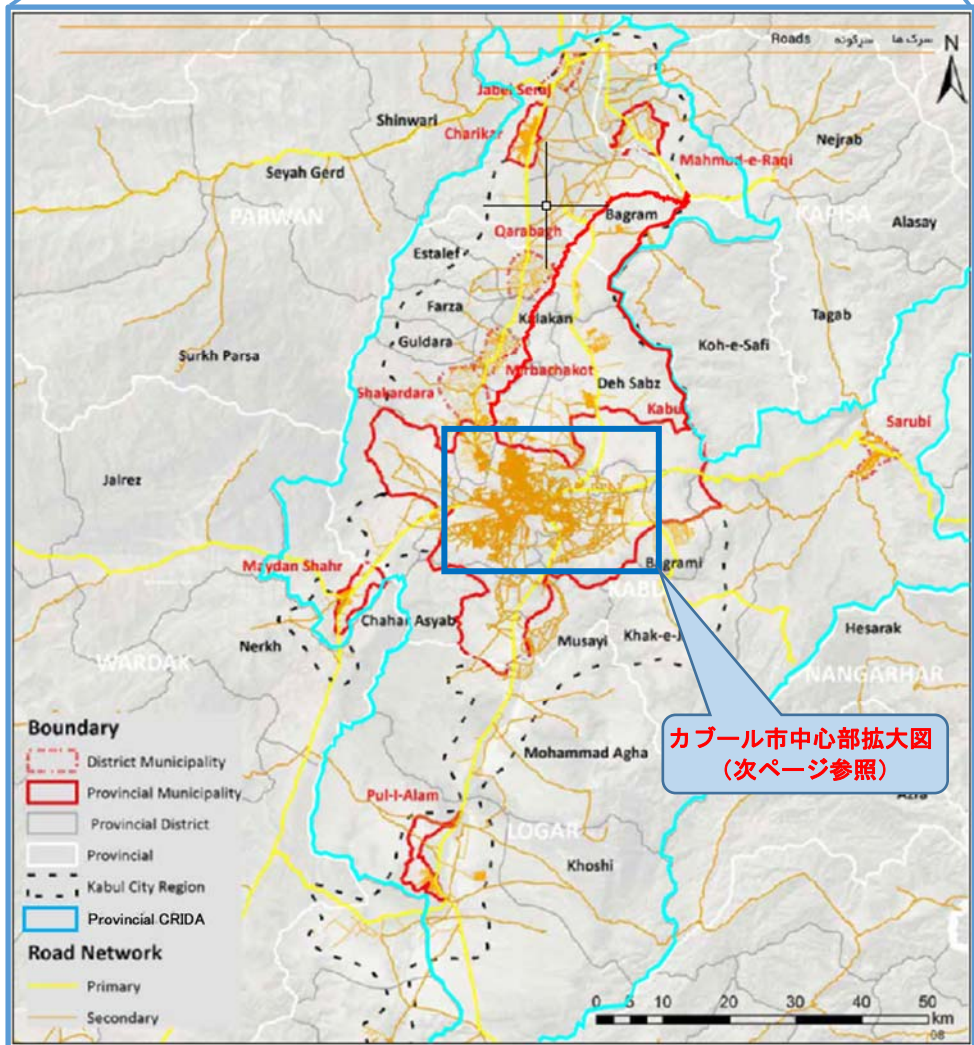 Roads سرکونه سرک ها N
Jabel Seraj
Shinwari
Charikar
Nejrab
Mahmud-e-Raqi
Seyah Gerd
PARWAN
Bagram
KAPISA
Alasay
Qarabagh
Estalef
Farza
Tagab
Kalakan
Guldara
Koh-e-Safi
Surkh Parsa
Mirbachakot
Deh Sabz
Shakardara
Kabul
Sarubi
Jalrez
Maydan Shahr
Bagrami
Chahar Asyab
Musayi
Khak-e-J
Hesarak
Nerkh
WARDAK
NANGARHAR
Mohammad Agha
カブール市中心部拡大図
(次ページ参照)
Pul-I-Alam
LOGAR
Khoshi
Boundary
District Municipality
Provincial Municipality
Provincial District
Provincial
Kabul City Region
Provincial CRIDA
Road Network
Primary
Secondary
0 5 10 20 30 40 50
km
08